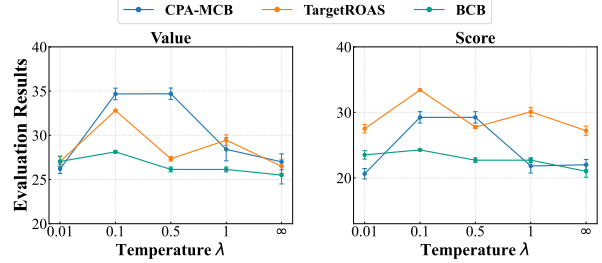 CPA-MCB TargetROAS BCB
Value
Score
Evaluation Results
40
35
30
25
20
0.01 0.1 0.5 1 ∞
Temperature λ
40
30
20
0.01 0.1 0.5 1 ∞
Temperature λ